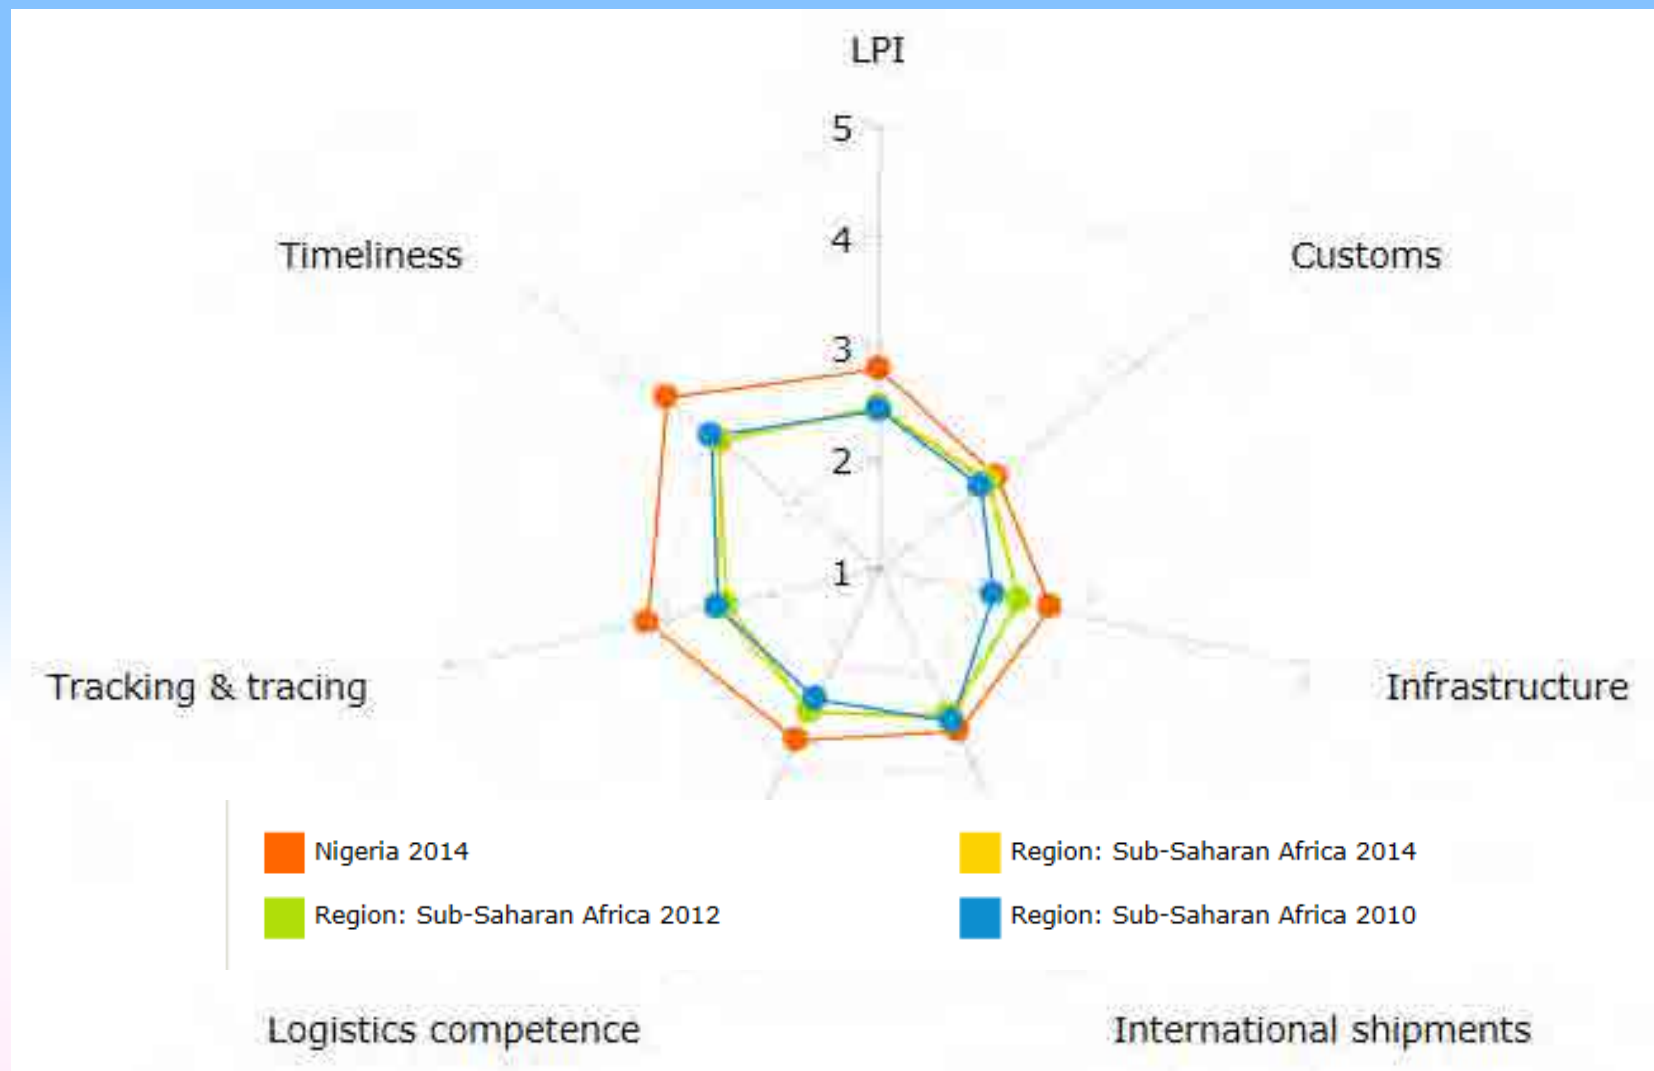 LPI
5
4
Timeliness
Customs
3
2
1
Tracking & tracing
Infrastructure
Nigeria 2014
Region: Sub-Saharan Africa 2014
Region: Sub-Saharan Africa 2012
Region: Sub-Saharan Africa 2010
Logistics competence
International shipments